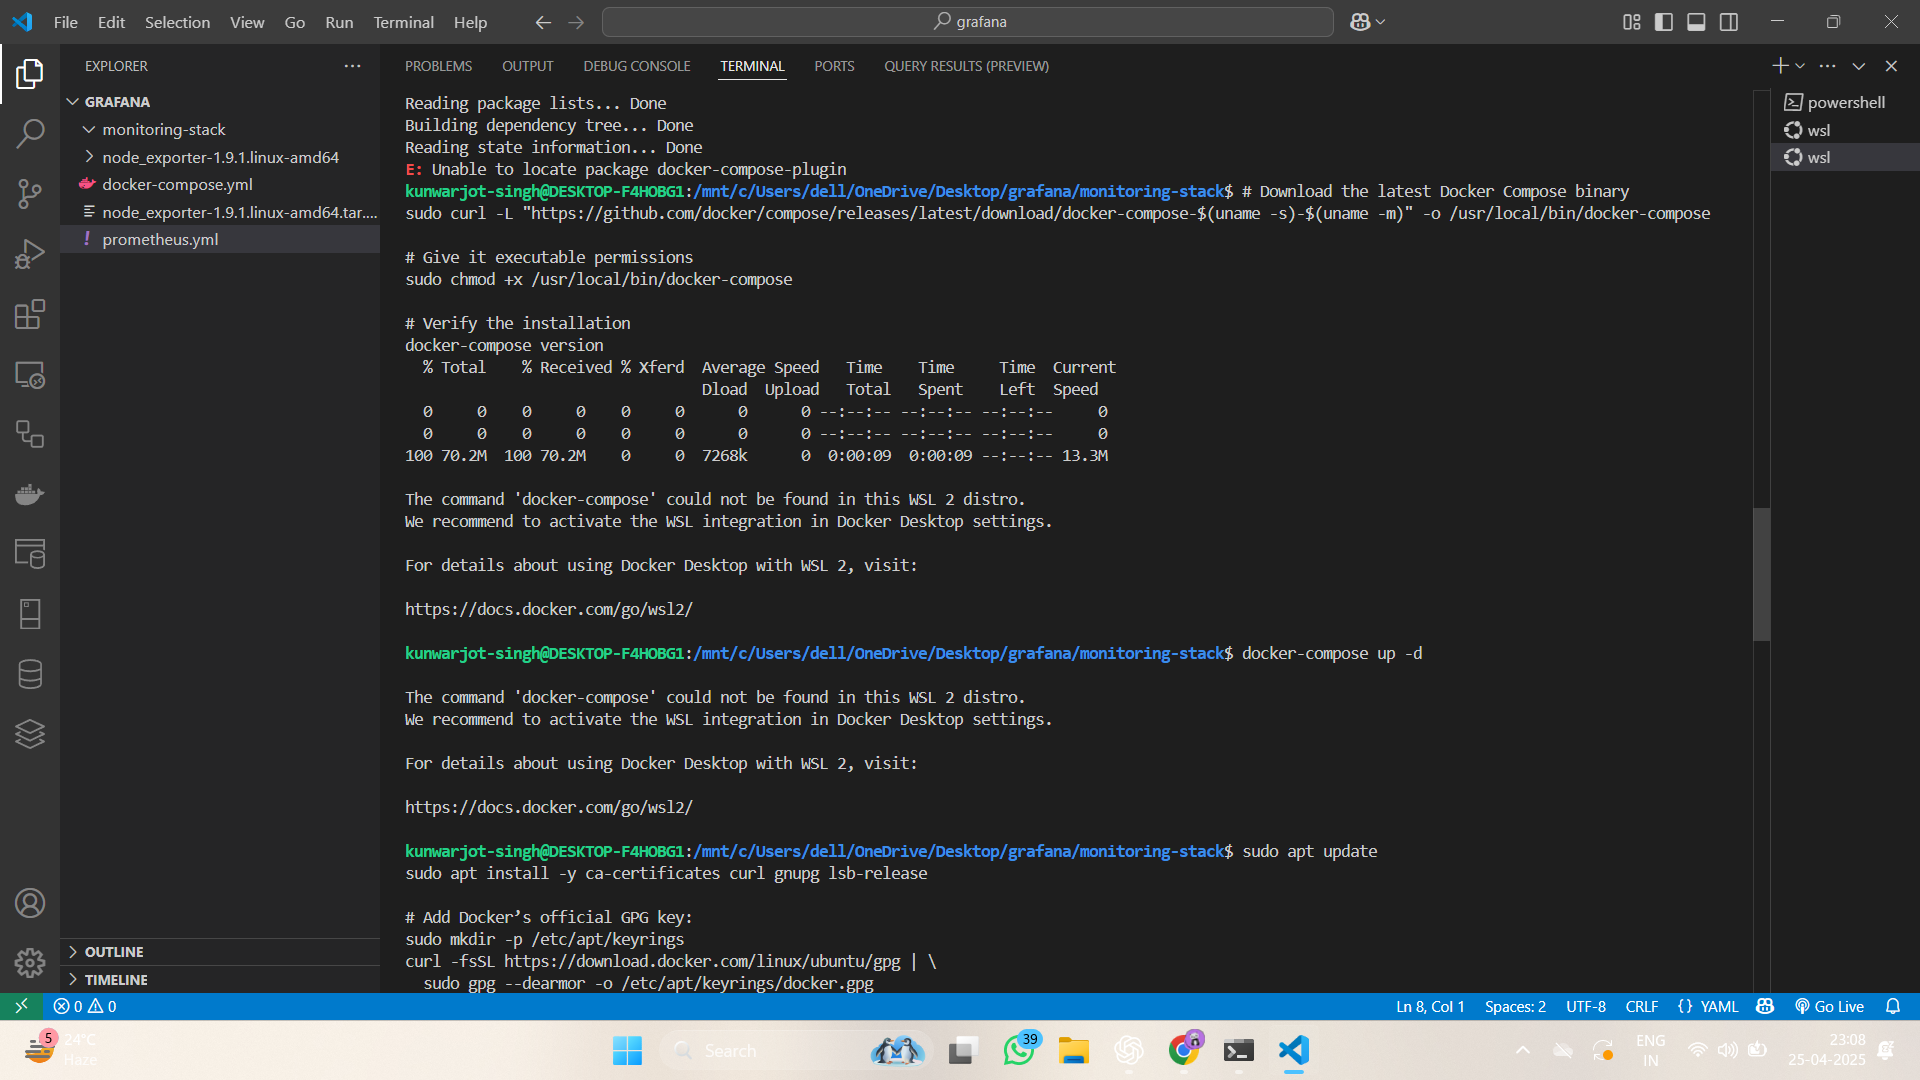 File Edit Selection View Go Run Terminal Help
grafana
EXPLORER
GRAFANA
monitoring-stack
node_exporter-1.9.1.linux-amd64
docker-compose.yml
node_exporter-1.9.1.linux-amd64.tar....
! prometheus.yml
OUTLINE
TIMELINE
PROBLEMS OUTPUT DEBUG CONSOLE TERMINAL PORTS QUERY RESULTS (PREVIEW)
Reading package lists... Done
Building dependency tree... Done
Reading state information... Done
E: Unable to locate package docker-compose-plugin
kunwarjot-singh@DESKTOP-F4HOBG1:/mnt/c/Users/dell/OneDrive/Desktop/grafana/monitoring-stack$ # Download the latest Docker Compose binary
sudo curl -L "https://github.com/docker/compose/releases/latest/download/docker-compose-$(uname -s)-$(uname -m)" -o /usr/local/bin/docker-compose
# Give it executable permissions
sudo chmod +x /usr/local/bin/docker-compose
# Verify the installation
docker-compose version
% Total % Received % Xferd Average Speed Time Time Time Current
Dload Upload Total Spent Left Speed
0 0 0 0 0 0 0 0 --:--:-- --:--:-- --:--:-- 0
0 0 0 0 0 0 0 0 --:--:-- --:--:-- --:--:-- 0
100 70.2M 100 70.2M 0 0 7268k 0 0:00:09 0:00:09 --:--:-- 13.3M
The command 'docker-compose' could not be found in this WSL 2 distro.
We recommend to activate the WSL integration in Docker Desktop settings.
For details about using Docker Desktop with WSL 2, visit:
https://docs.docker.com/go/wsl2/
kunwarjot-singh@DESKTOP-F4HOBG1:/mnt/c/Users/dell/OneDrive/Desktop/grafana/monitoring-stack$ docker-compose up -d
The command 'docker-compose' could not be found in this WSL 2 distro.
We recommend to activate the WSL integration in Docker Desktop settings.
For details about using Docker Desktop with WSL 2, visit:
https://docs.docker.com/go/wsl2/
kunwarjot-singh@DESKTOP-F4HOBG1:/mnt/c/Users/dell/OneDrive/Desktop/grafana/monitoring-stack$ sudo apt update
sudo apt install -y ca-certificates curl gnupg lsb-release
# Add Docker’s official GPG key:
sudo mkdir -p /etc/apt/keyrings
curl -fsSL https://download.docker.com/linux/ubuntu/gpg | \
sudo gpg --dearmor -o /etc/apt/keyrings/docker.gpg
powershell
wsl
wsl
0 0
Ln 8, Col 1 Spaces: 2 UTF-8 CRLF {} YAML Go Live
5
24°C
Haze
Search
39
ENG
IN
23:08
25-04-2025